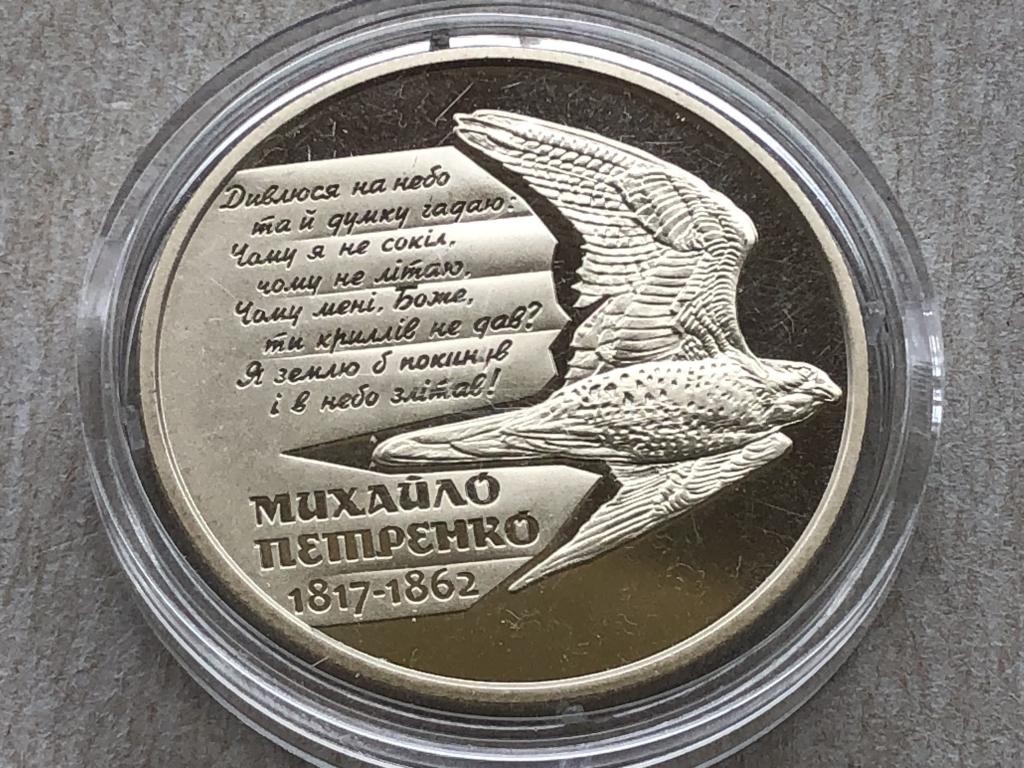 Дивлюся на небо
та й думку гадаю:
Чому я не сокіл,
чому не літаю,
Чому мені, Боже,
ти криллів не дав?
Я землю б покинув
і в небо злітав!
МИХАЙЛО
ПЕТРЕНКО
1817-1862